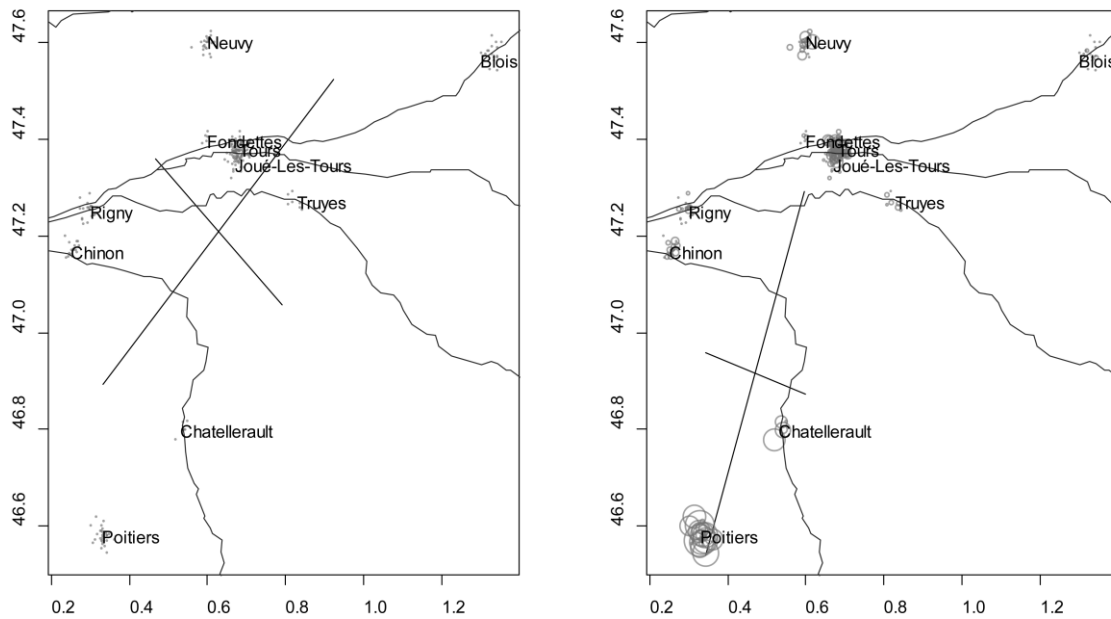 47.6
47.4
47.2
47.0
46.8
46.6
Neuvy
Blois
Fondettes
Tours
Joué-Les-Tours
Rigny
Truyes
Chinon
Chatellerault
Poitiers
0.2 0.4 0.6 0.8 1.0 1.2
47.6
47.4
47.2
47.0
46.8
46.6
Neuvy
Blois
Fondettes
Tours
Joué-Les-Tours
Rigny
Truyes
Chinon
Chatellerault
Poitiers
0.2 0.4 0.6 0.8 1.0 1.2